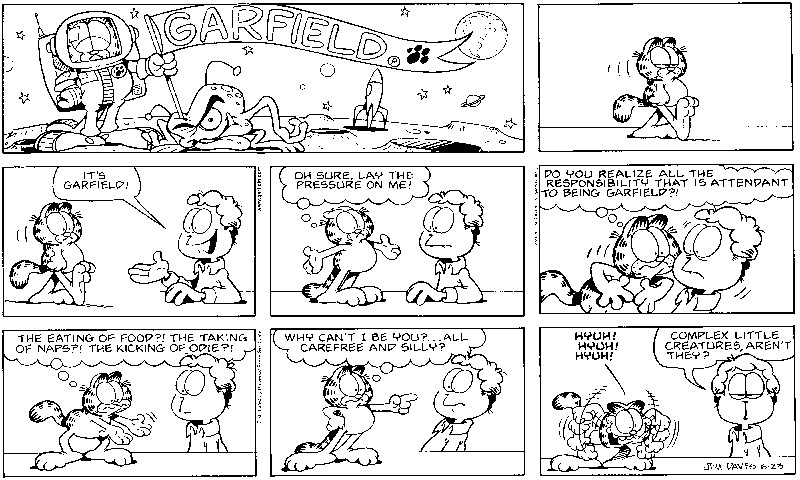 GARFIELD
IT'S
GARFIELD!
OH SURE, LAY THE
PRESSURE ON ME!
DO YOU REALIZE ALL THE
RESPONSIBILITY THAT IS ATTENDANT
TO BEING GARFIELD?!
THE EATING OF FOOD?! THE TAKING
OF NAPS?! THE KICKING OF ODIE?!
WHY CAN'T I BE YOU?...ALL
CAREFREE AND SILLY?
HYUH!
HYUH!
HYUH!
COMPLEX LITTLE
CREATURES, AREN'T
THEY?
JIM DAVIS 6-23